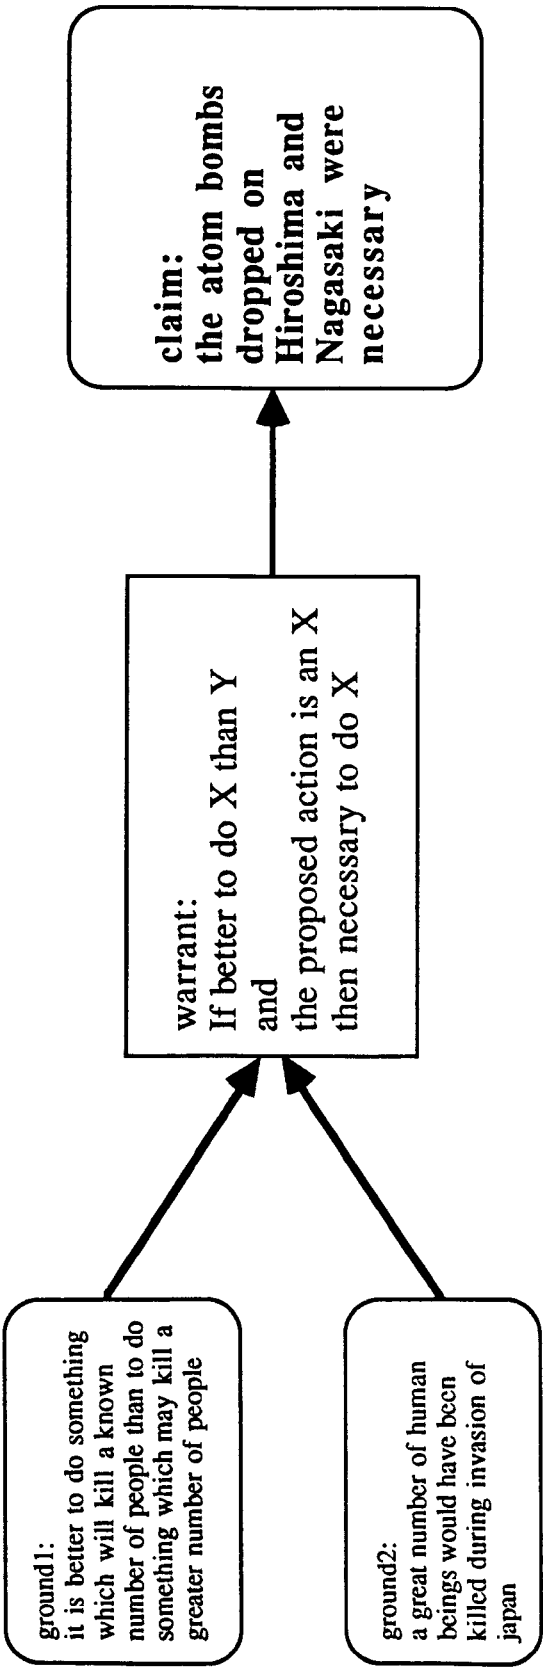 ground1:
it is better to do something
which will kill a known
number of people than to do
something which may kill a
greater number of people
ground2:
a great number of human
beings would have been
killed during invasion of
japan
warrant:
If better to do X than Y
and
the proposed action is an X
then necessary to do X
claim:
the atom bombs
dropped on
Hiroshima and
Nagasaki were
necessary